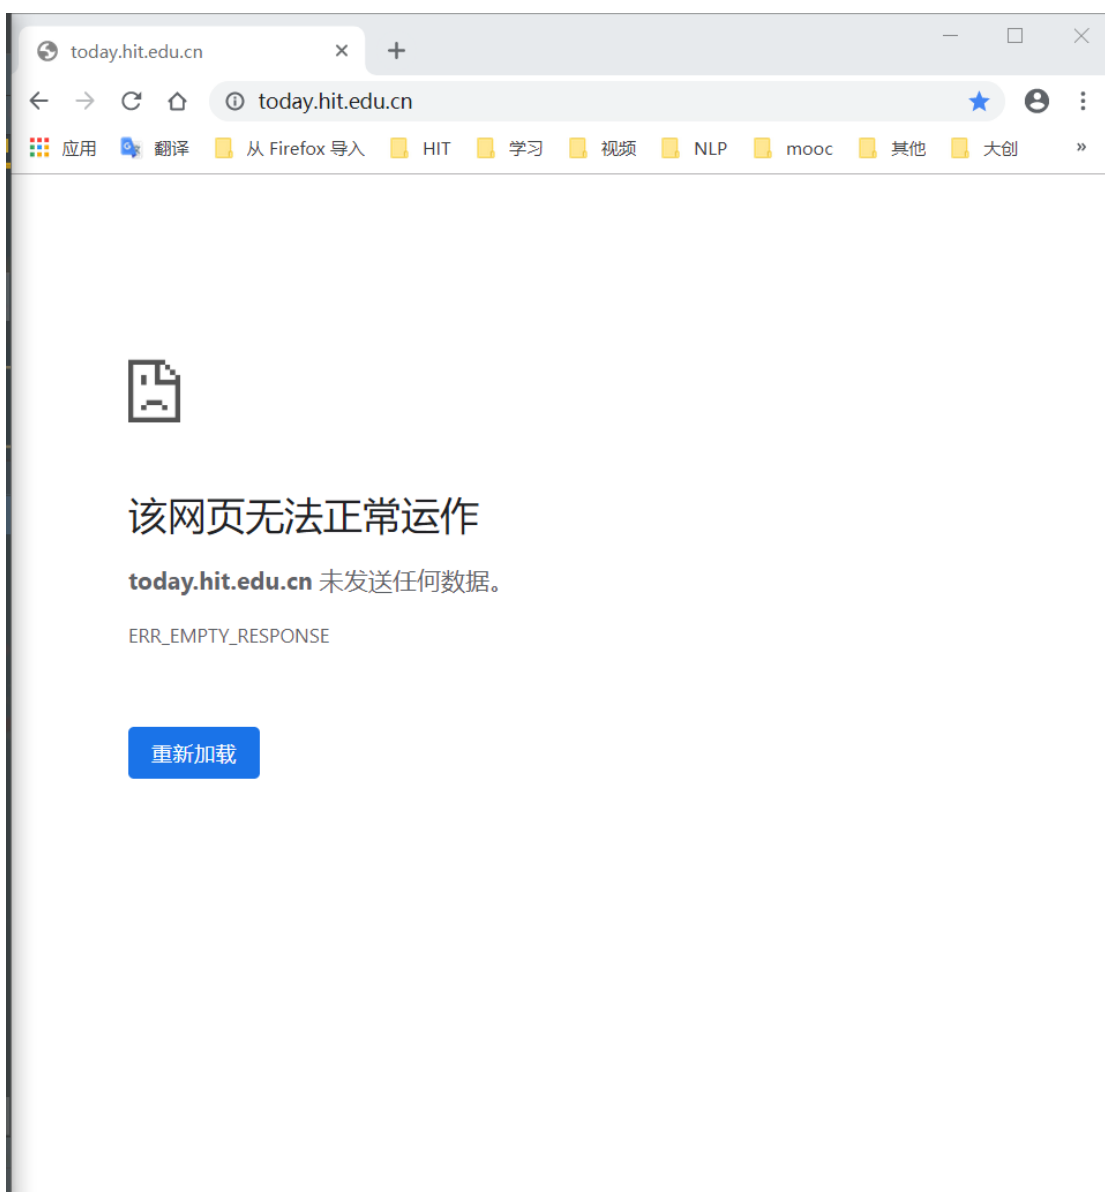 today.hit.edu.cn
today.hit.edu.cn
应用 翻译 从 Firefox 导入 HIT 学习 视频 NLP mooc 其他 大创 »
该网页无法正常运作
today.hit.edu.cn 未发送任何数据。
ERR_EMPTY_RESPONSE
重新加载